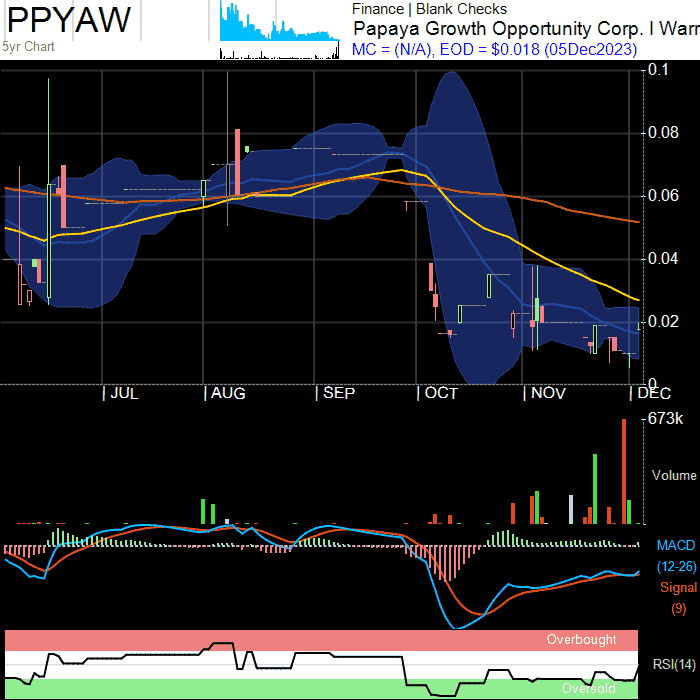 PPYAW
5yr Chart
Finance | Blank Checks
Papaya Growth Opportunity Corp. I Warr
MC = (N/A), EOD = $0.018 (05Dec2023)
0.1
0.08
0.06
0.04
0.02
0
JUL AUG SEP OCT NOV DEC
673k
Volume
MACD
(12-26)
Signal
(9)
Overbought
RSI(14)
Oversold